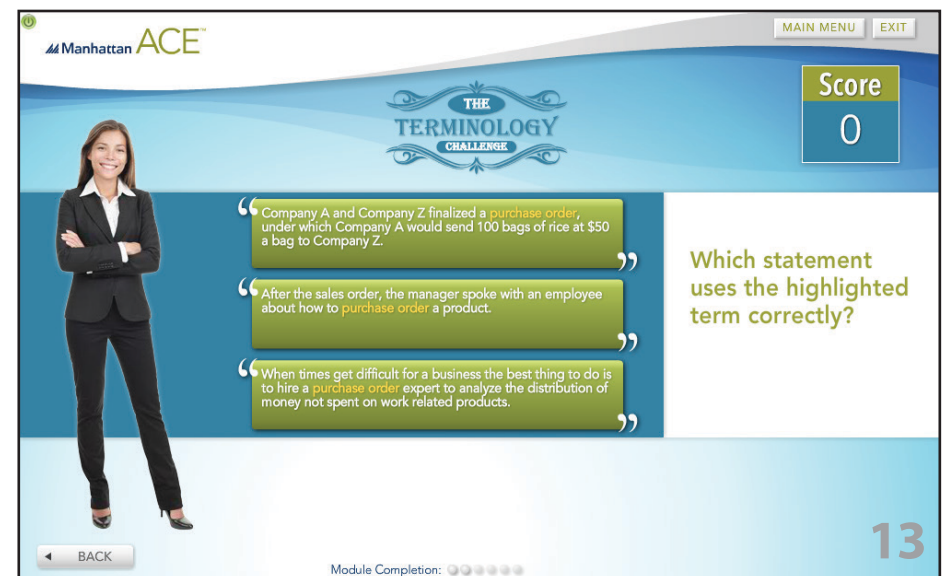 Manhattan ACE™
MAIN MENU
EXIT
THE
TERMINOLOGY
CHALLENGE
Score
0
“Company A and Company Z finalized a purchase order,
under which Company A would send 100 bags of rice at $50
a bag to Company Z.”
“After the sales order, the manager spoke with an employee
about how to purchase order a product.”
“When times get difficult for a business the best thing to do is
to hire a purchase order expert to analyze the distribution of
money not spent on work related products.”
Which statement
uses the highlighted
term correctly?
BACK
Module Completion:
13